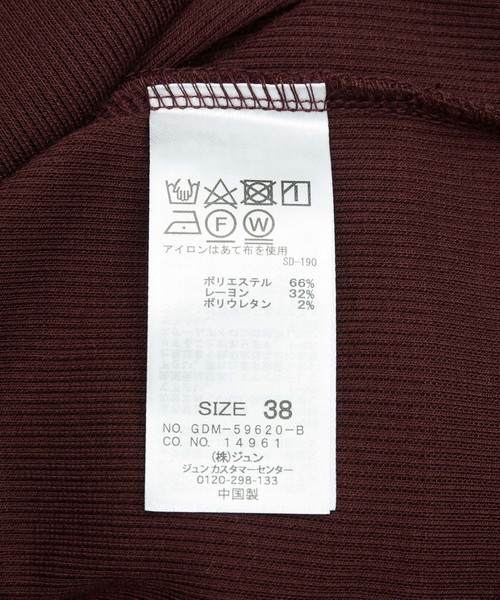 F W
アイロンはあて布を使用
SD-190
ポリエステル 66%
レーヨン 32%
ポリウレタン 2%
SIZE 38
NO. GDM-59620-B
CO. NO. 14961
(株)ジュン
ジュンカスタマーセンター
0120-298-133
中国製